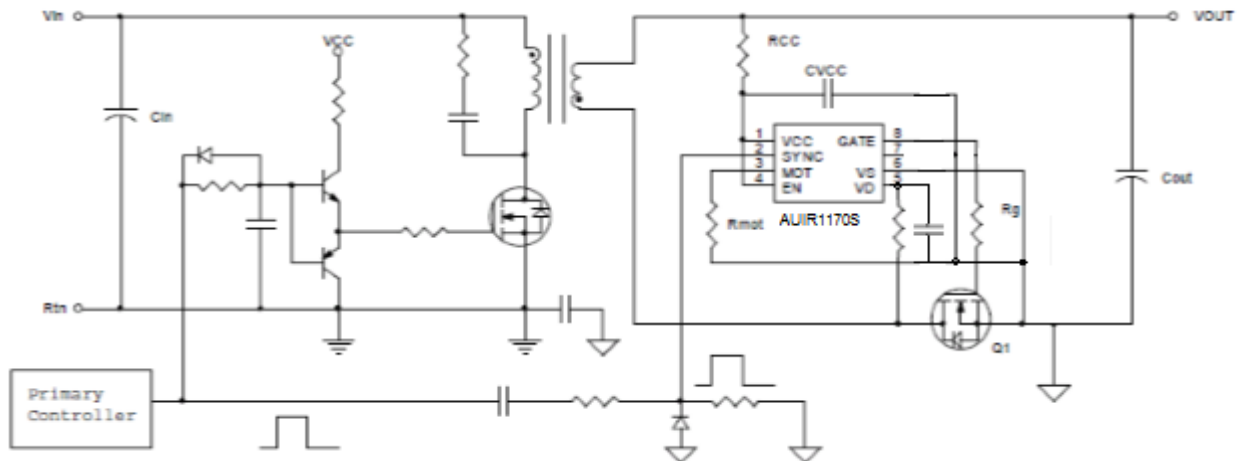 Vin
VOUT
RCC
VCC
CVCC
Cin
1 VCC GATE 8
2 SYNC 7
3 MOT VS 6
4 EN VD 5
Cout
Rmot
AUIR1170S
Rg
Rtn
Q1
Primary
Controller